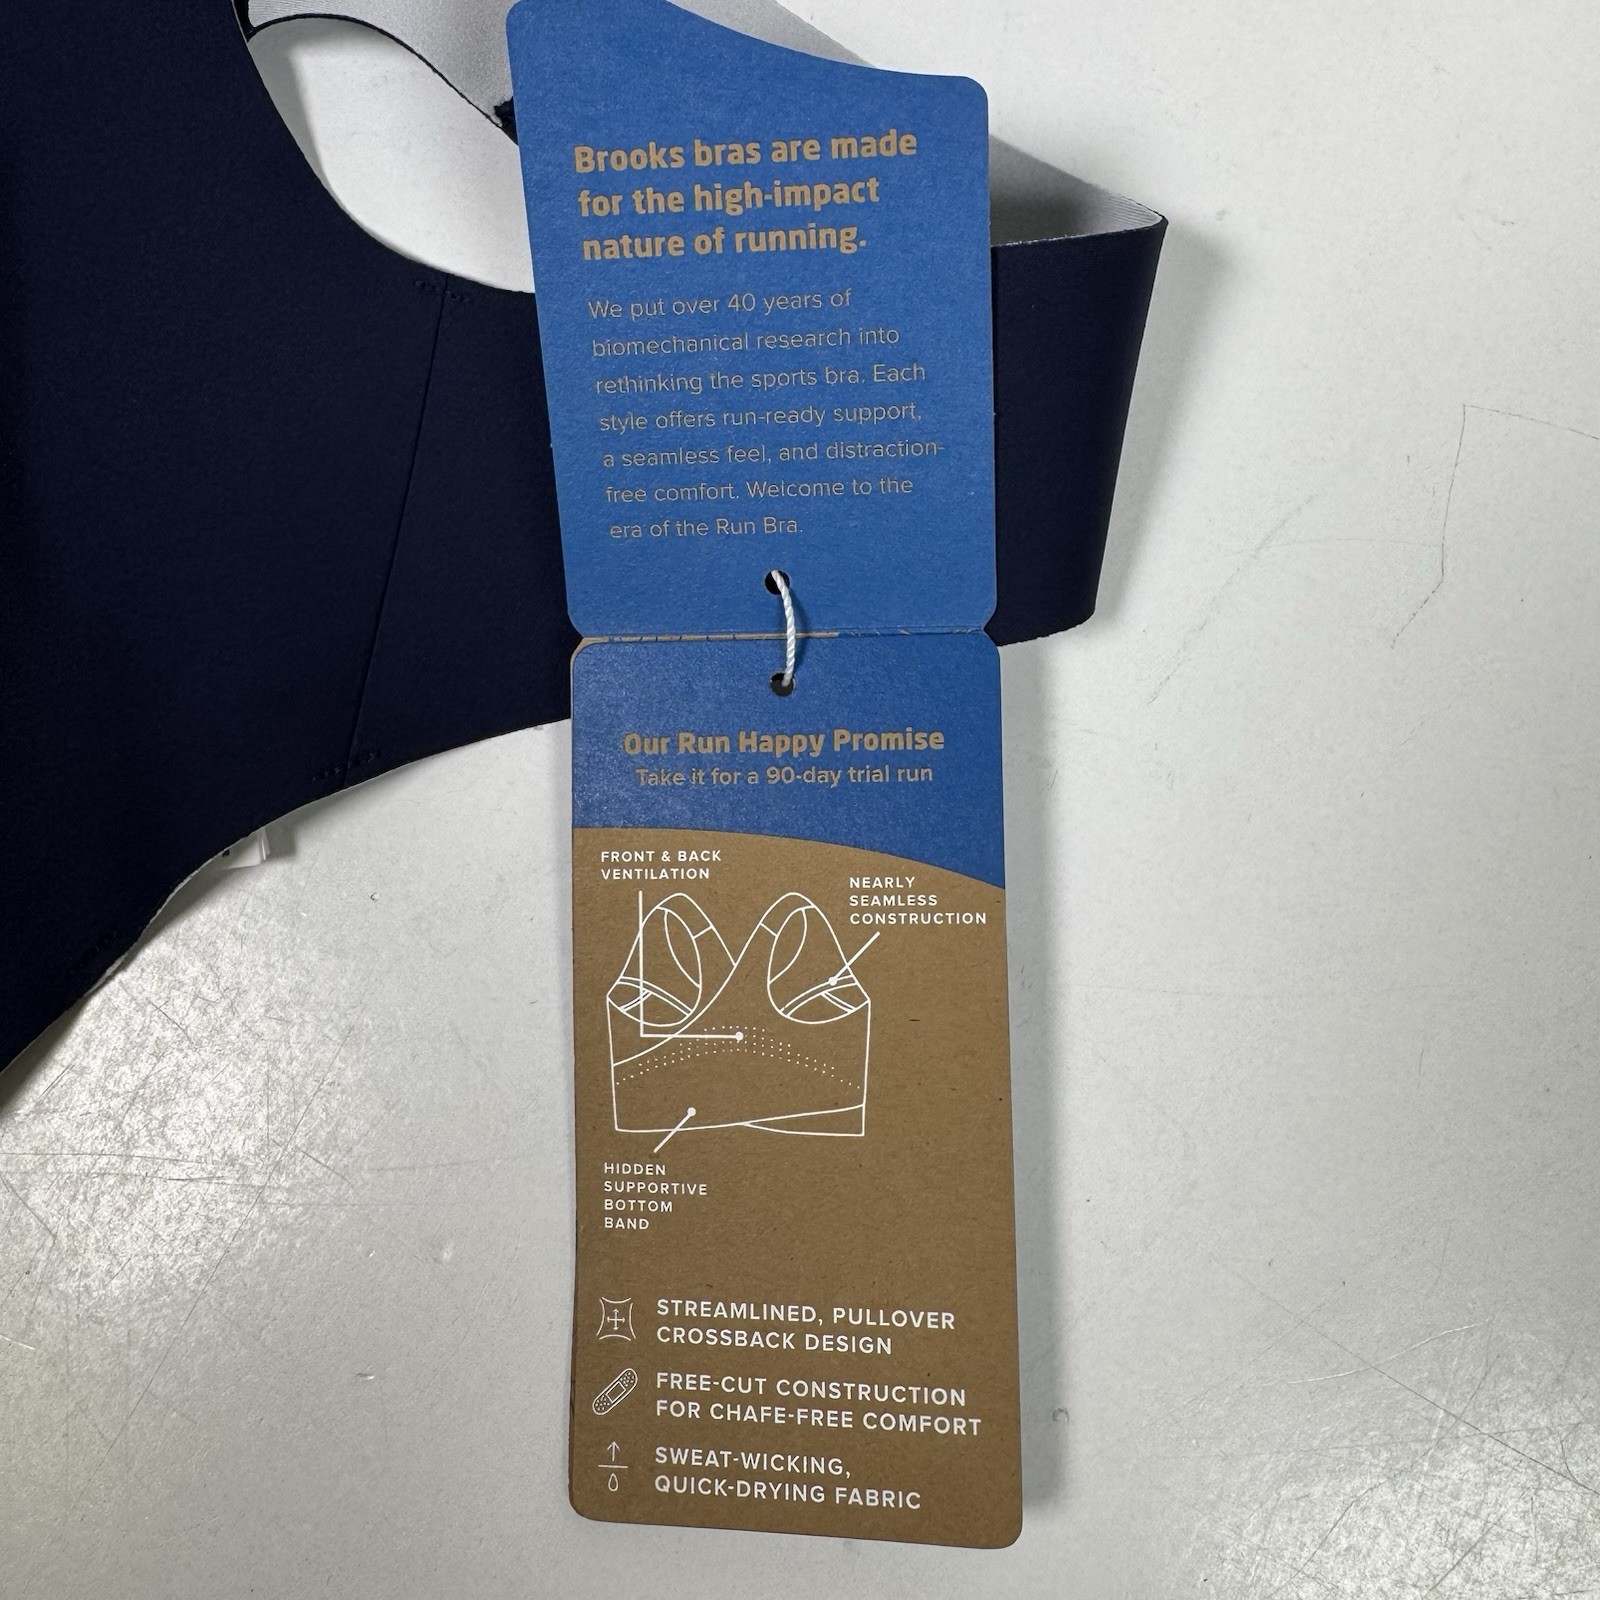 Brooks bras are made
for the high-impact
nature of running.
We put over 40 years of
biomechanical research into
rethinking the sports bra. Each
style offers run-ready support,
a seamless feel, and distraction-
free comfort. Welcome to the
era of the Run Bra.
Our Run Happy Promise
Take it for a 90-day trial run
FRONT & BACK
VENTILATION
NEARLY
SEAMLESS
CONSTRUCTION
HIDDEN
SUPPORTIVE
BOTTOM
BAND
STREAMLINED, PULLOVER
CROSSBACK DESIGN
FREE-CUT CONSTRUCTION
FOR CHAFE-FREE COMFORT
SWEAT-WICKING,
QUICK-DRYING FABRIC